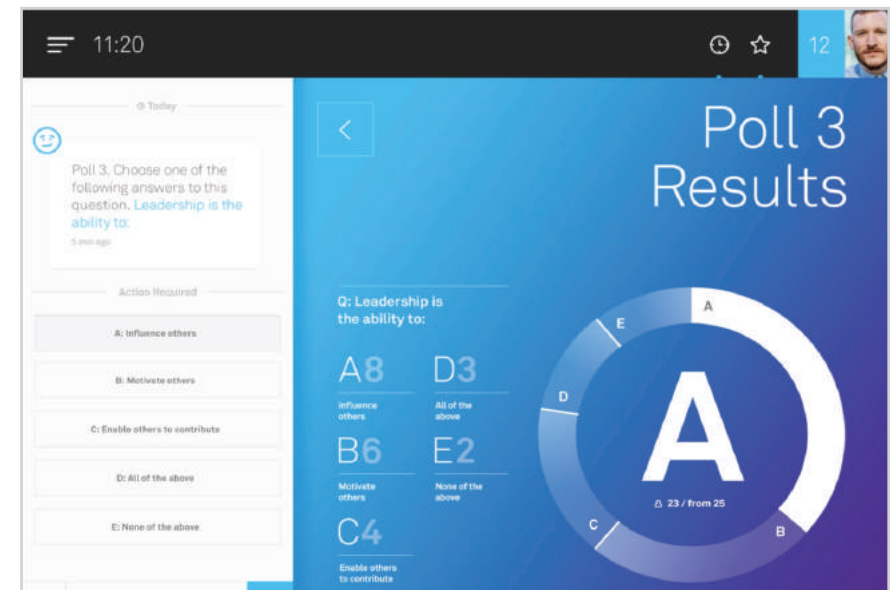 11:20
12
Today
Poll 3. Choose one of the
following answers to this
question. Leadership is the
ability to:
5 min ago
Action Required
A: Influence others
B: Motivate others
C: Enable others to contribute
D: All of the above
E: None of the above
Poll 3
Results
Q: Leadership is
the ability to:
A8
Influence
others
B6
Motivate
others
C4
Enable others
to contribute
D3
All of the
above
E2
None of the
above
A
B
C
D
E
A
23 / from 25